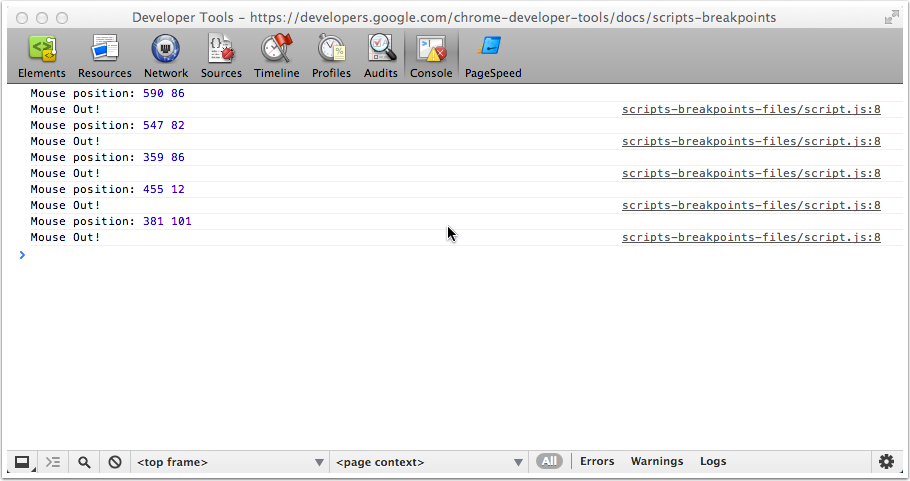 Developer Tools - https://developers.google.com/chrome-developer-tools/docs/scripts-breakpoints
Elements Resources Network Sources Timeline Profiles Audits Console PageSpeed
Mouse position: 590 86
Mouse Out! scripts-breakpoints-files/script.js:8
Mouse position: 547 82
Mouse Out! scripts-breakpoints-files/script.js:8
Mouse position: 359 86
Mouse Out! scripts-breakpoints-files/script.js:8
Mouse position: 455 12
Mouse Out! scripts-breakpoints-files/script.js:8
Mouse position: 381 101
Mouse Out! scripts-breakpoints-files/script.js:8
<top frame> <page context> All Errors Warnings Logs